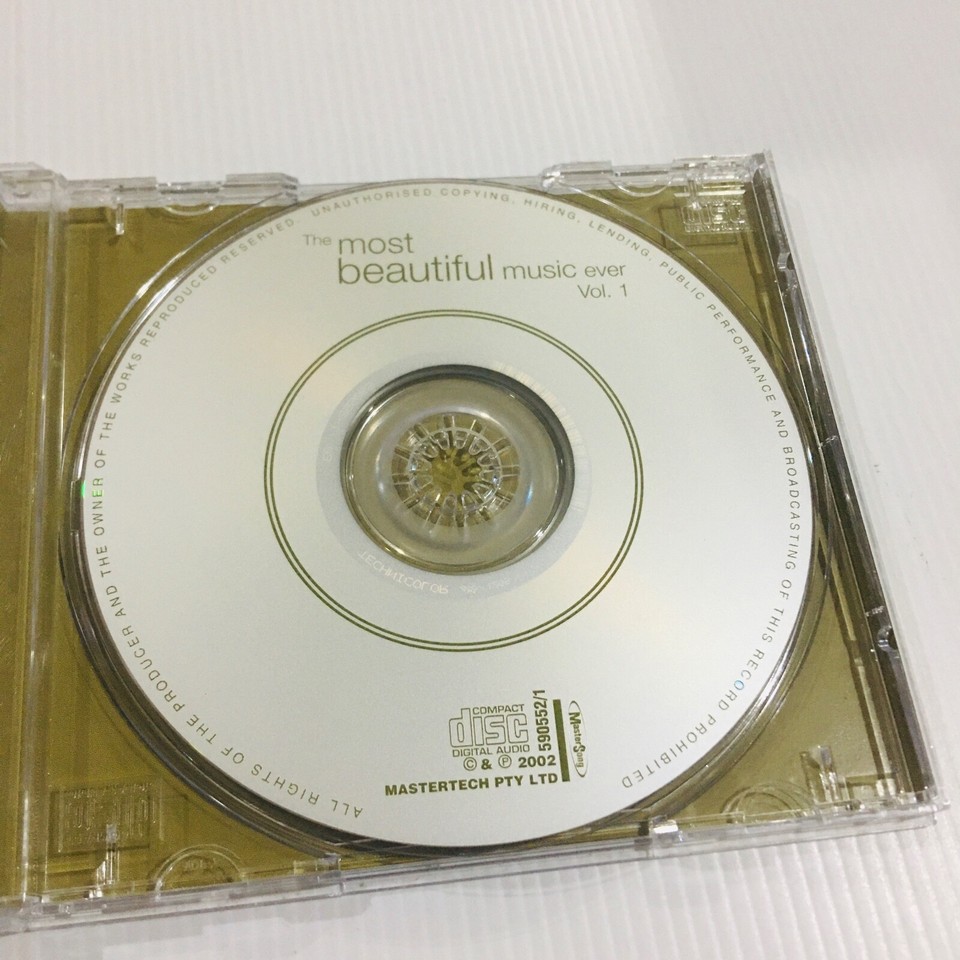 The most
beautiful music ever
Vol. 1
ALL RIGHTS OF THE PRODUCER AND THE OWNER OF THE WORKS REPRODUCED RESERVED. UNAUTHORISED COPYING, HIRING, LENDING, PUBLIC PERFORMANCE AND BROADCASTING OF THIS RECORD PROHIBITED
TECHNICOLOR
COMPACT
disc
DIGITAL AUDIO
© & ℗ 2002
MASTERTECH PTY LTD
590552/1
MasterSong
disc